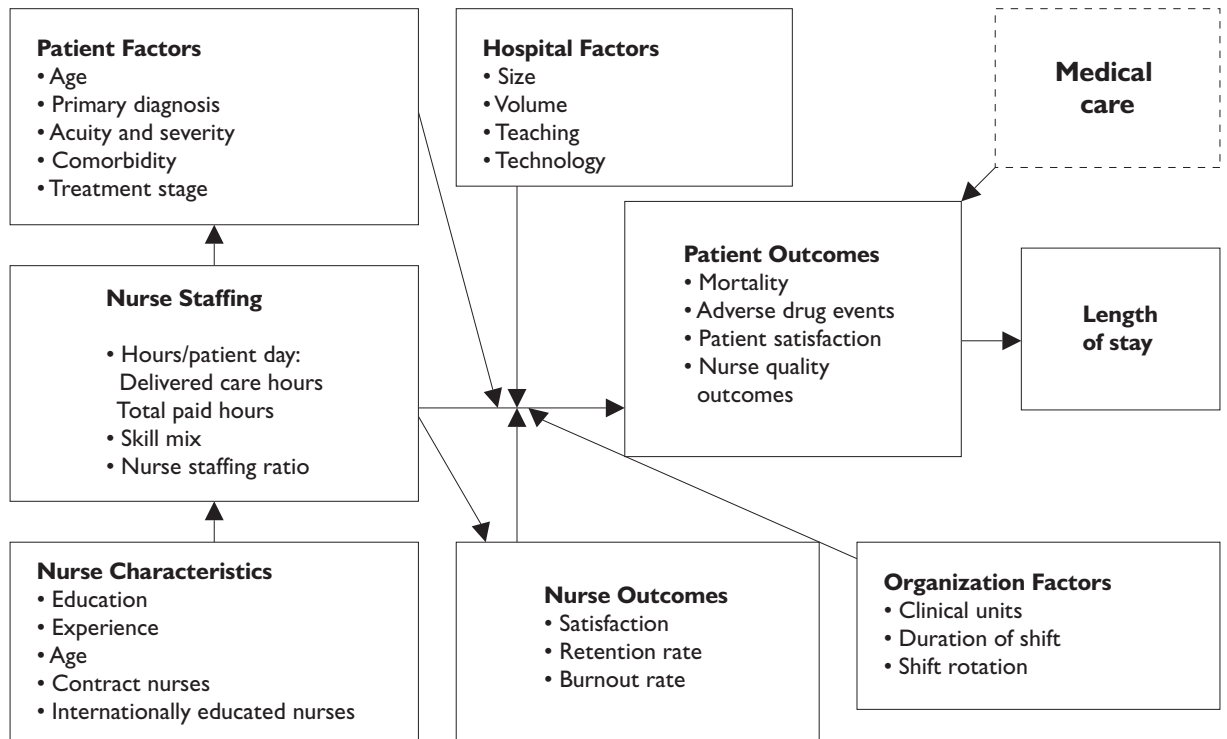 Patient Factors
• Age
• Primary diagnosis
• Acuity and severity
• Comorbidity
• Treatment stage
Hospital Factors
• Size
• Volume
• Teaching
• Technology
Medical
care
Nurse Staffing
• Hours/patient day:
Delivered care hours
Total paid hours
• Skill mix
• Nurse staffing ratio
Patient Outcomes
• Mortality
• Adverse drug events
• Patient satisfaction
• Nurse quality
outcomes
Length
of stay
Nurse Characteristics
• Education
• Experience
• Age
• Contract nurses
• Internationally educated nurses
Nurse Outcomes
• Satisfaction
• Retention rate
• Burnout rate
Organization Factors
• Clinical units
• Duration of shift
• Shift rotation